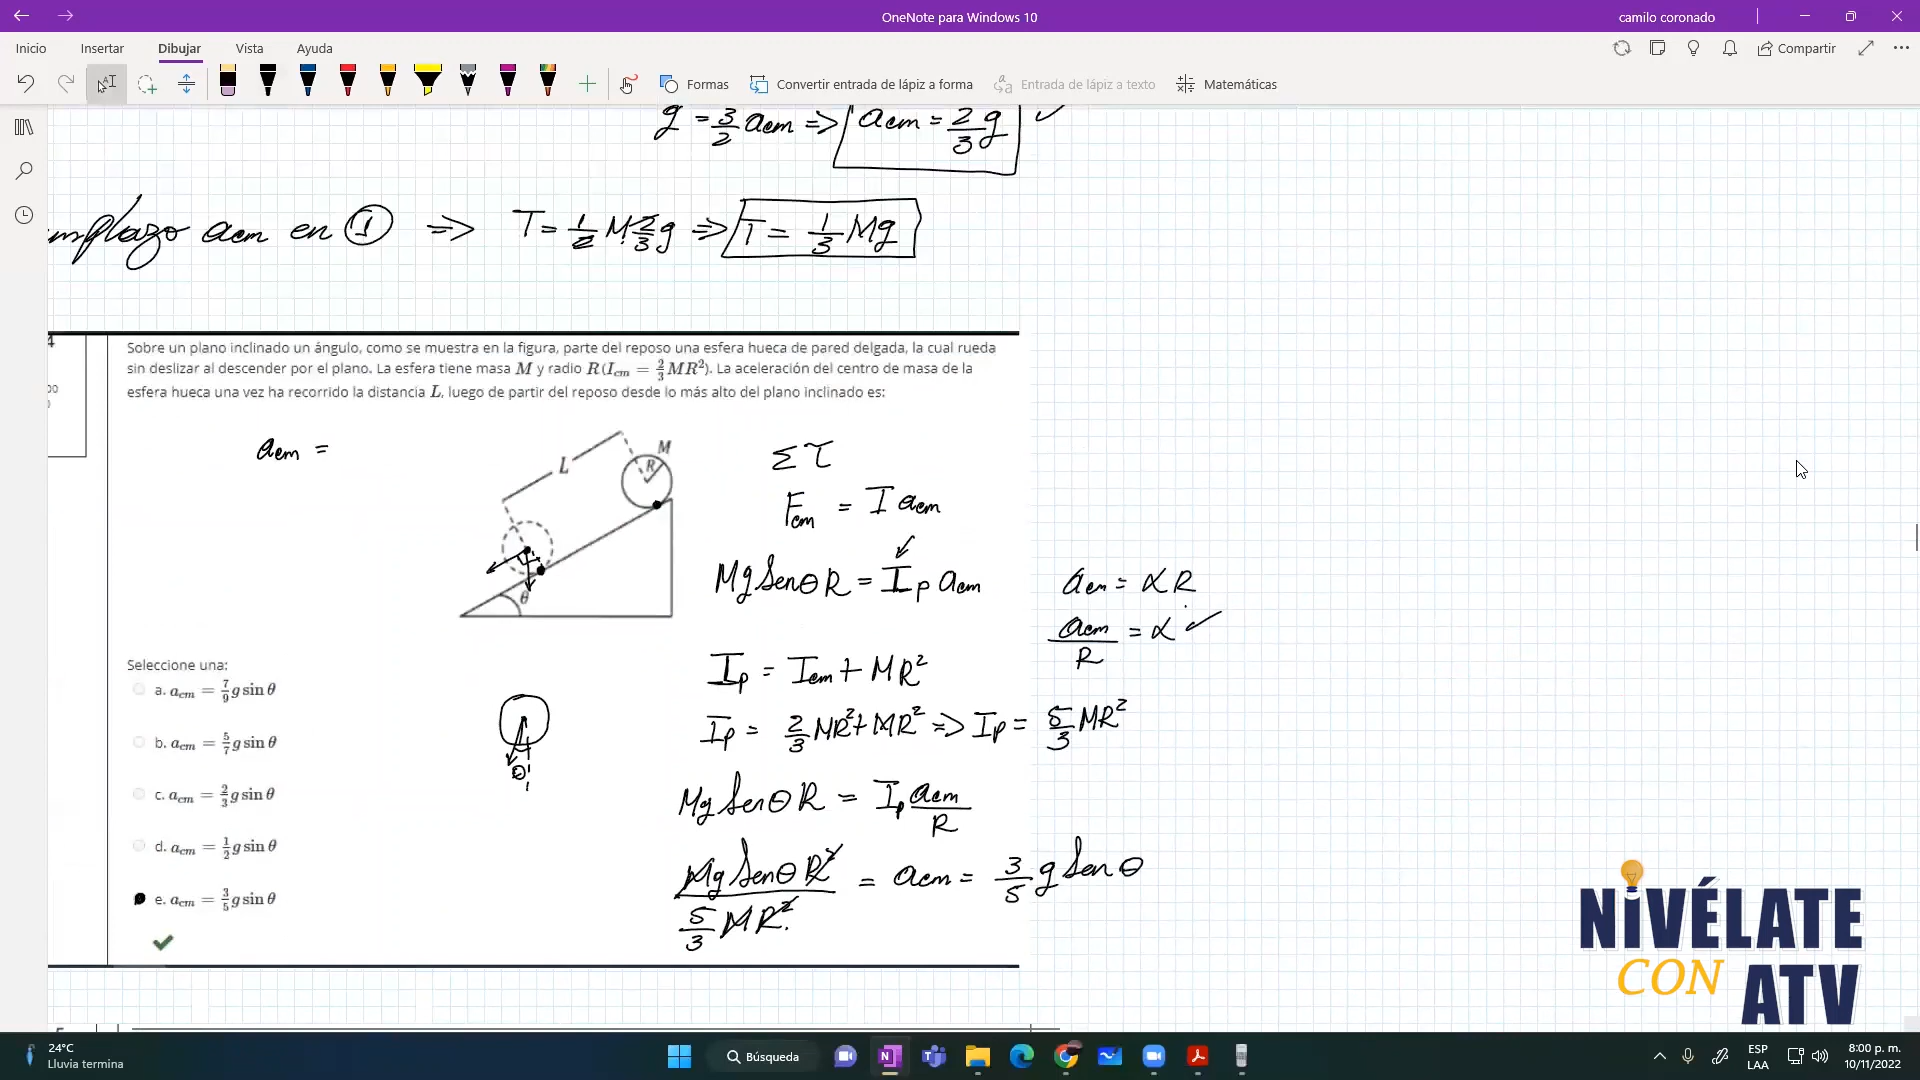 OneNote para Windows 10
camilo coronado
Inicio Insertar Dibujar Vista Ayuda
Compartir
Formas Convertir entrada de lápiz a forma Entrada de lápiz a texto Matemáticas
g = 3/2 acm => acm = 2/3 g ✓
mplazo acm en ① => T = 1/2 M 2/3 g => T = 1/3 Mg
Sobre un plano inclinado un ángulo, como se muestra en la figura, parte del reposo una esfera hueca de pared delgada, la cual rueda
sin deslizar al descender por el plano. La esfera tiene masa M y radio R(I_cm = 2/3 MR²). La aceleración del centro de masa de la
esfera hueca una vez ha recorrido la distancia L, luego de partir del reposo desde lo más alto del plano inclinado es:
acm =
L
R
M
θ
Σ τ
Fcm = I acm
Mg Senθ R = Ip acm
acm = α R
acm/R = α ✓
Ip = Icm + MR²
Ip = 2/3 MR² + MR² => Ip = 5/3 MR²
Mg Senθ R = Ip acm/R
Mg Senθ R² / 5/3 MR² = acm = 3/5 g Senθ
θ
Seleccione una:
a. a_cm = 7/9 g sin θ
b. a_cm = 5/7 g sin θ
c. a_cm = 2/3 g sin θ
d. a_cm = 1/2 g sin θ
e. a_cm = 3/5 g sin θ
NIVÉLATE
CON
ATV
24°C
Lluvia termina
Búsqueda
ESP
LAA
8:00 p. m.
10/11/2022